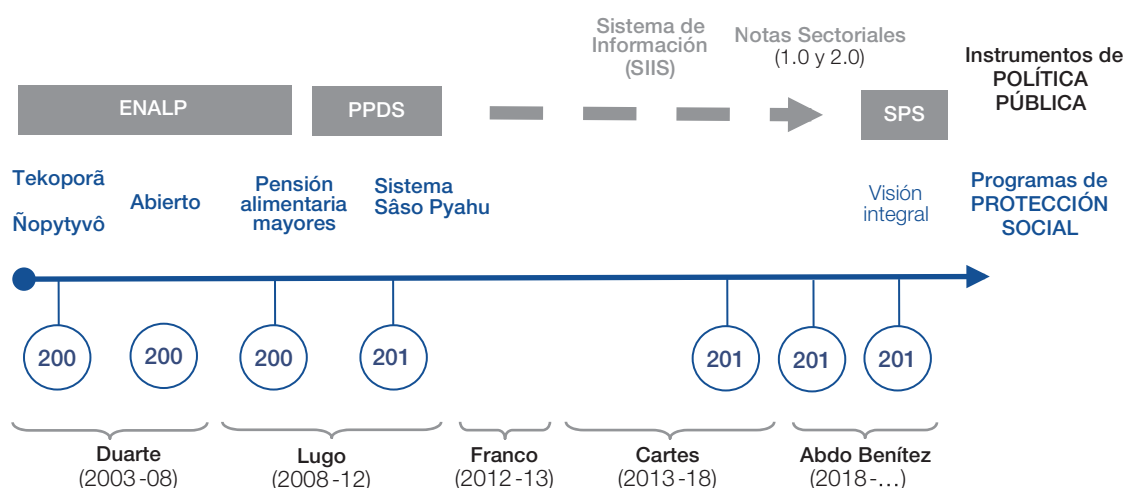 Sistema de
Información
(SIIS)
Notas Sectoriales
(1.0 y 2.0)
Instrumentos de
POLÍTICA
PÚBLICA
ENALP
PPDS
SPS
Tekoporã
Ñopytyvô
Abierto
Pensión
alimentaria
mayores
Sistema
Sâso Pyahu
Visión
integral
Programas de
PROTECCIÓN
SOCIAL
200
200
200
201
201
201
201
Duarte
(2003-08)
Lugo
(2008-12)
Franco
(2012-13)
Cartes
(2013-18)
Abdo Benítez
(2018-...)